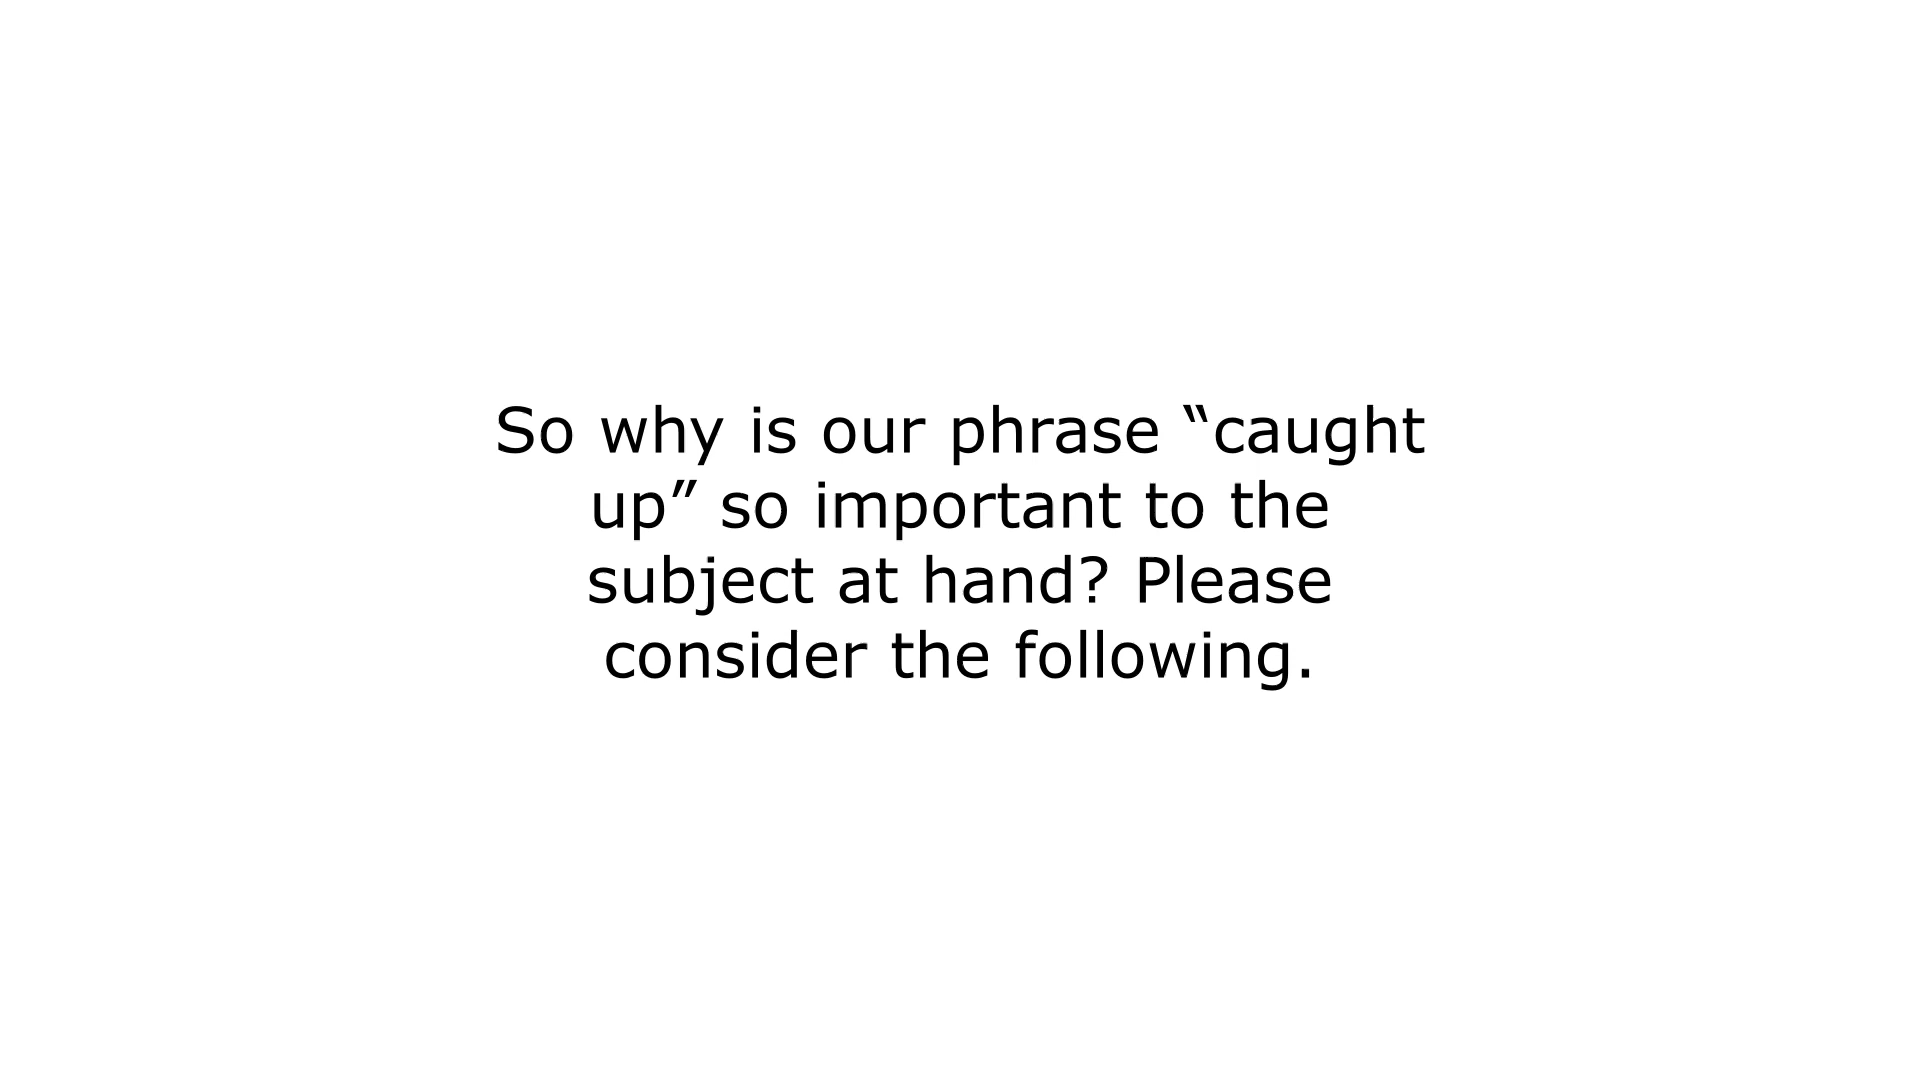 So why is our phrase “caught
up” so important to the
subject at hand? Please
consider the following.